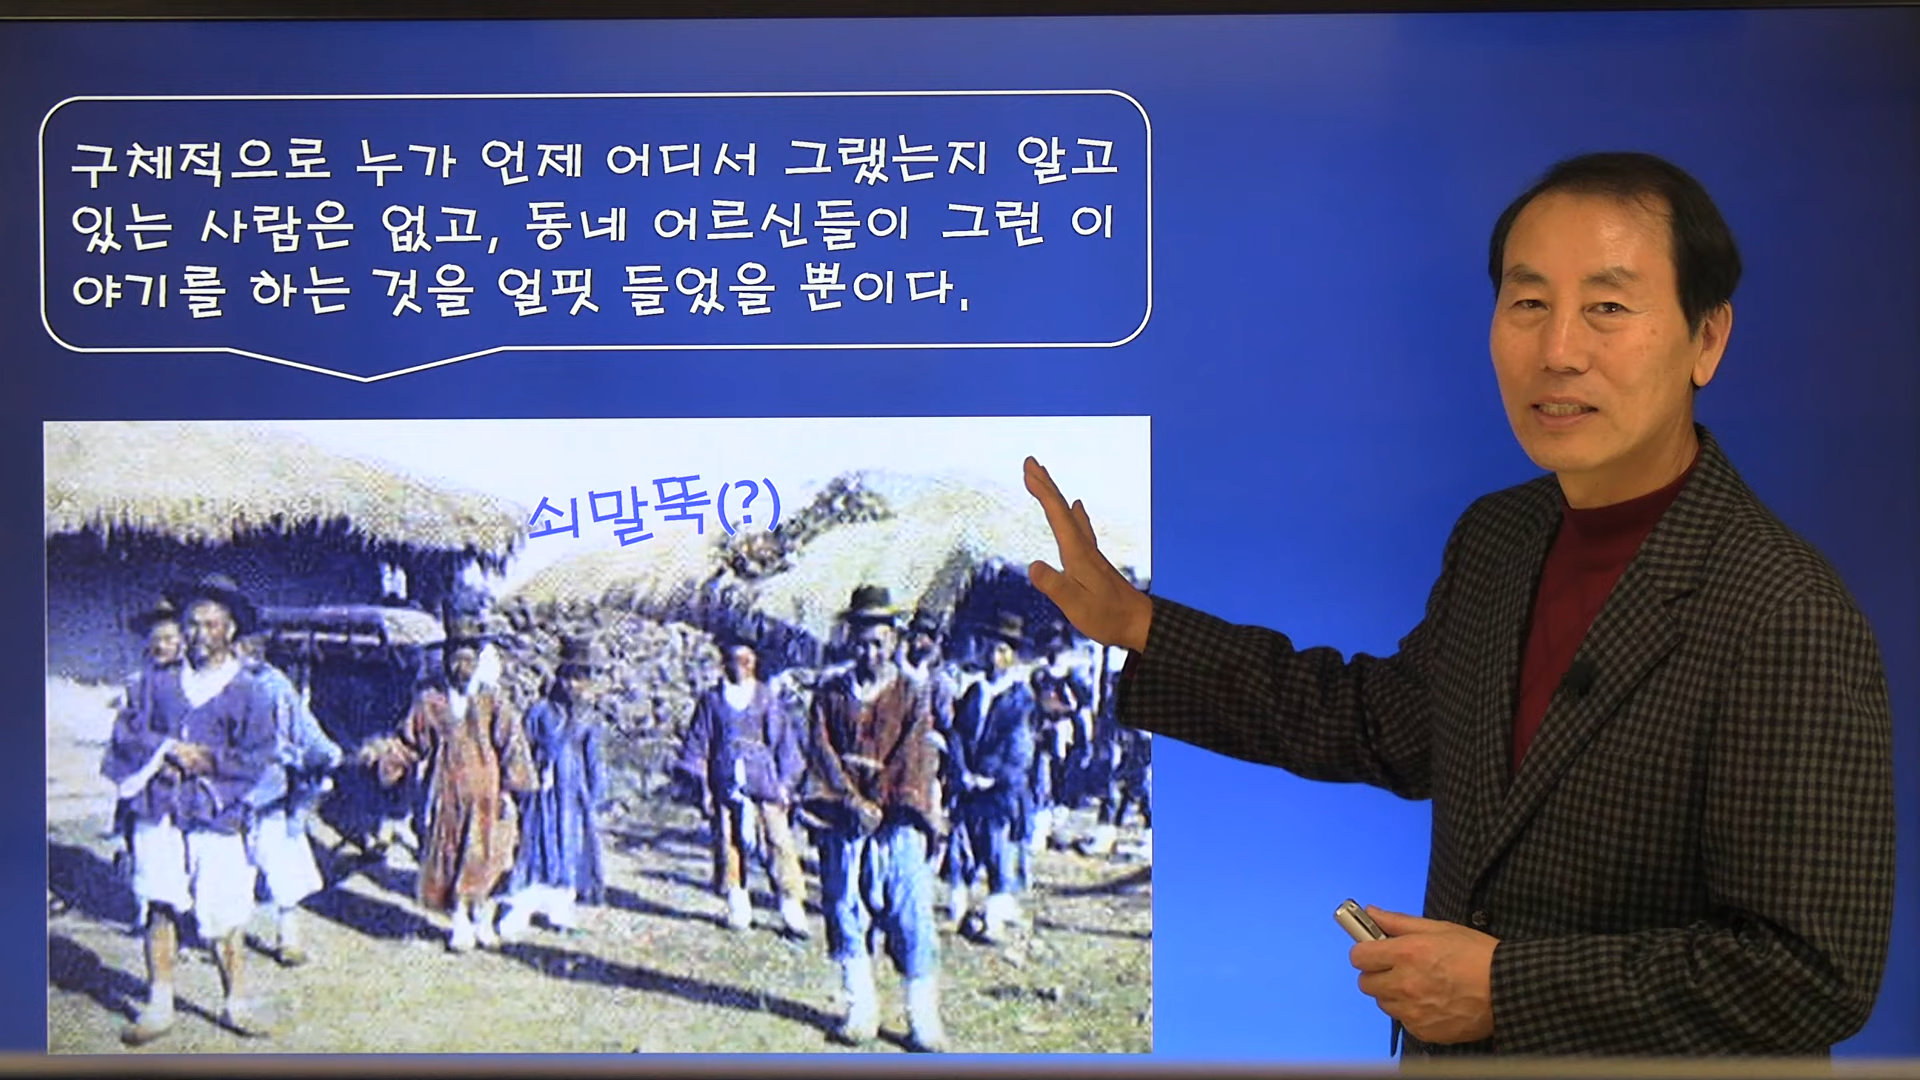 구체적으로 누가 언제 어디서 그랬는지 알고
있는 사람은 없고, 동네 어르신들이 그런 이
야기를 하는 것을 얼핏 들었을 뿐이다.
쇠말뚝(?)